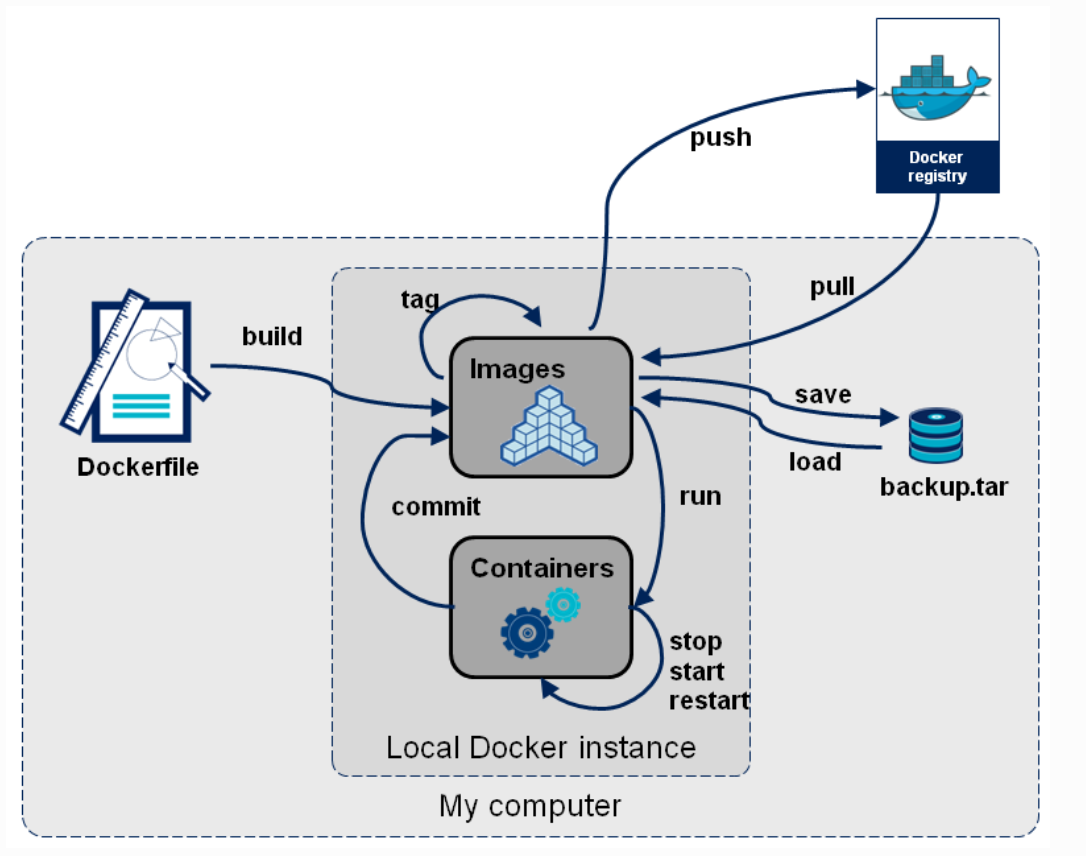 push
Docker
registry
pull
tag
build
Images
save
load
Dockerfile
backup.tar
commit
run
Containers
stop
start
restart
Local Docker instance
My computer